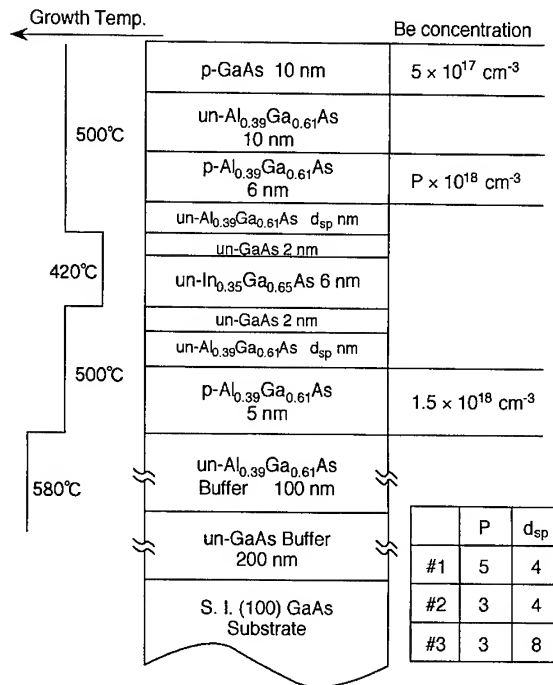 Growth Temp.
Be concentration
p-GaAs 10 nm
5 × 10¹⁷ cm⁻³
un-Al₀.₃₉Ga₀.₆₁As
10 nm
500℃
p-Al₀.₃₉Ga₀.₆₁As
6 nm
P × 10¹⁸ cm⁻³
un-Al₀.₃₉Ga₀.₆₁As dsp nm
un-GaAs 2 nm
420℃
un-In₀.₃₅Ga₀.₆₅As 6 nm
un-GaAs 2 nm
un-Al₀.₃₉Ga₀.₆₁As dsp nm
500℃
p-Al₀.₃₉Ga₀.₆₁As
5 nm
1.5 × 10¹⁸ cm⁻³
580℃
un-Al₀.₃₉Ga₀.₆₁As
Buffer 100 nm
un-GaAs Buffer
200 nm
S. I. (100) GaAs
Substrate
P dsp
#1 5 4
#2 3 4
#3 3 8